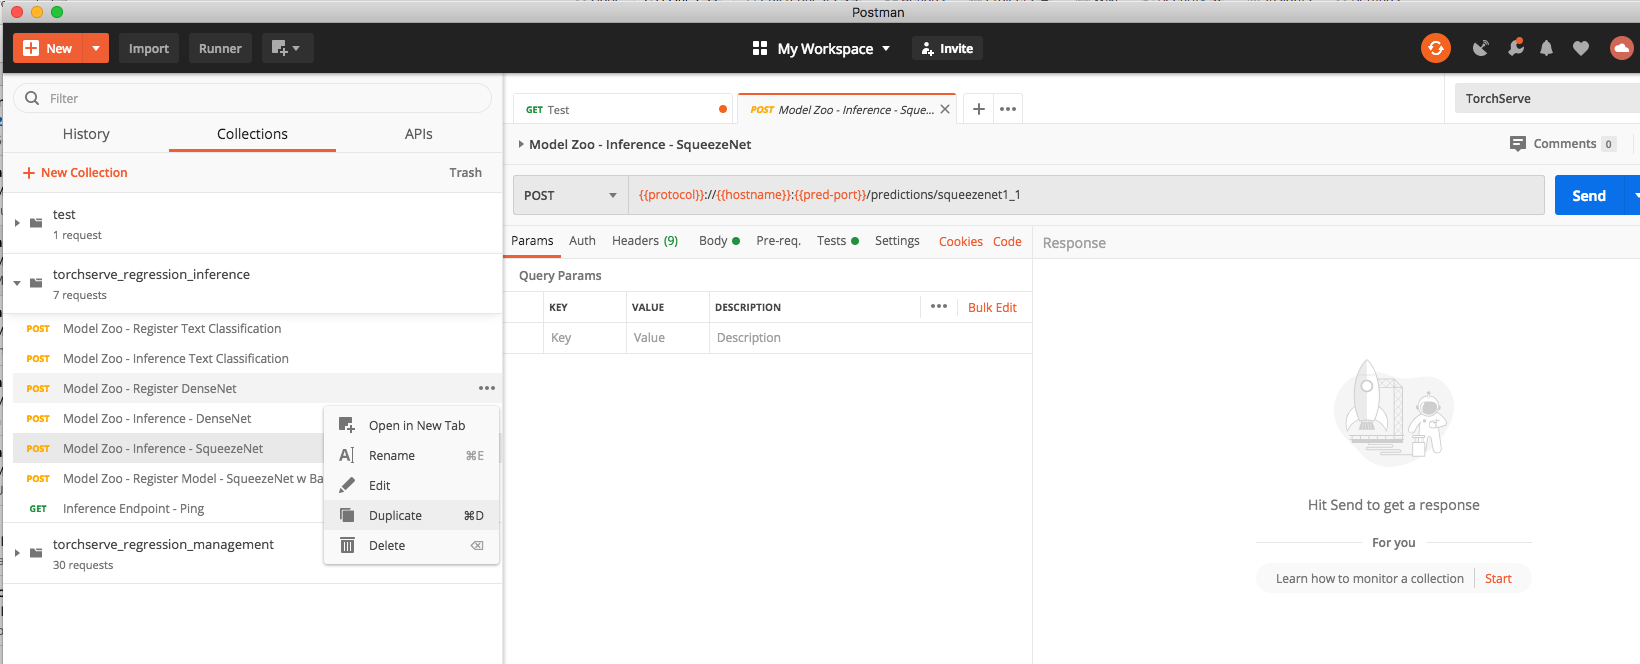 Postman
New
Import
Runner
My Workspace
Invite
Filter
History
Collections
APIs
New Collection
Trash
test
1 request
torchserve_regression_inference
7 requests
POST Model Zoo - Register Text Classification
POST Model Zoo - Inference Text Classification
POST Model Zoo - Register DenseNet
POST Model Zoo - Inference - DenseNet
POST Model Zoo - Inference - SqueezeNet
POST Model Zoo - Register Model - SqueezeNet w Ba
GET Inference Endpoint - Ping
torchserve_regression_management
30 requests
Open in New Tab
Rename ⌘E
Edit
Duplicate ⌘D
Delete ⌫
GET Test
POST Model Zoo - Inference - Sque...
TorchServe
Model Zoo - Inference - SqueezeNet
Comments 0
POST
{{protocol}}://{{hostname}}:{{pred-port}}/predictions/squeezenet1_1
Send
Params Auth Headers (9) Body Pre-req. Tests Settings Cookies Code
Query Params
KEY VALUE DESCRIPTION Bulk Edit
Key Value Description
Response
Hit Send to get a response
For you
Learn how to monitor a collection Start